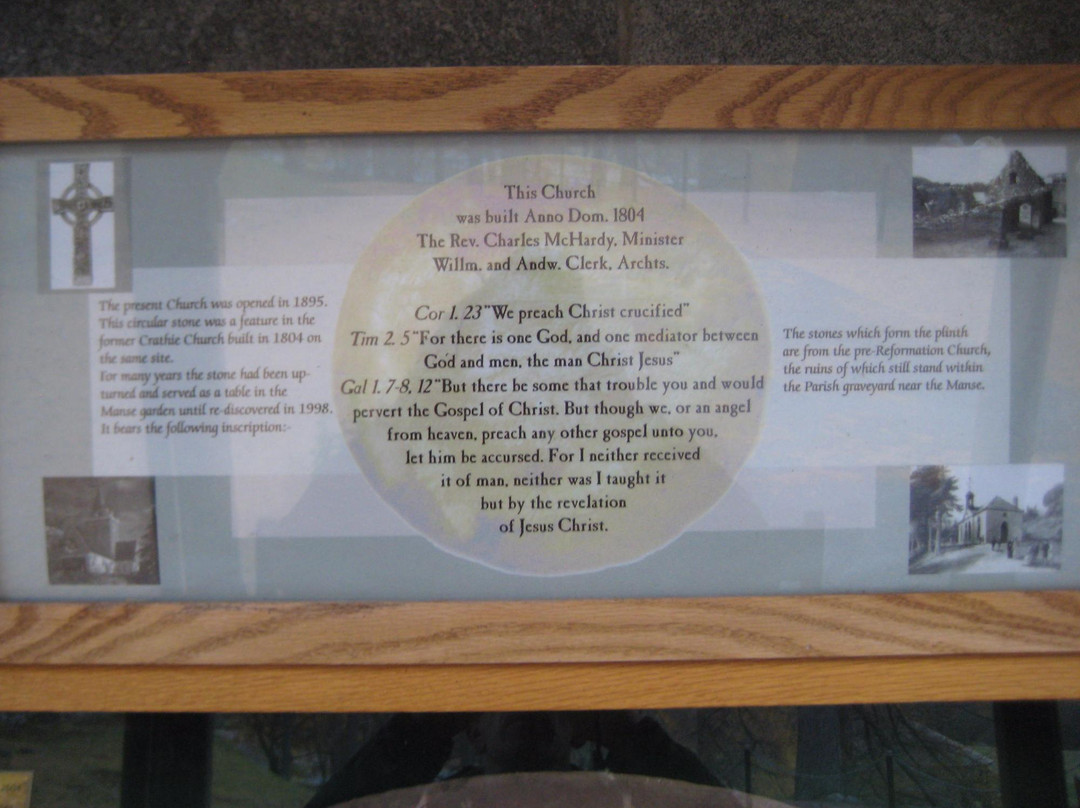 The present Church was opened in 1895.
This circular stone was a feature in the
former Crathie Church built in 1804 on
the same site.
For many years the stone had been up-
turned and served as a table in the
Manse garden until re-discovered in 1998.
It bears the following inscription:-
This Church
was built Anno Dom. 1804
The Rev. Charles McHardy, Minister
Willm. and Andw. Clerk, Archts.
Cor 1. 23 "We preach Christ crucified"
Tim 2. 5 "For there is one God, and one mediator between
God and men, the man Christ Jesus"
Gal 1. 7-8, 12 "But there be some that trouble you and would
pervert the Gospel of Christ. But though we, or an angel
from heaven, preach any other gospel unto you,
let him be accursed. For I neither received
it of man, neither was I taught it
but by the revelation
of Jesus Christ.
The stones which form the plinth
are from the pre-Reformation Church,
the ruins of which still stand within
the Parish graveyard near the Manse.